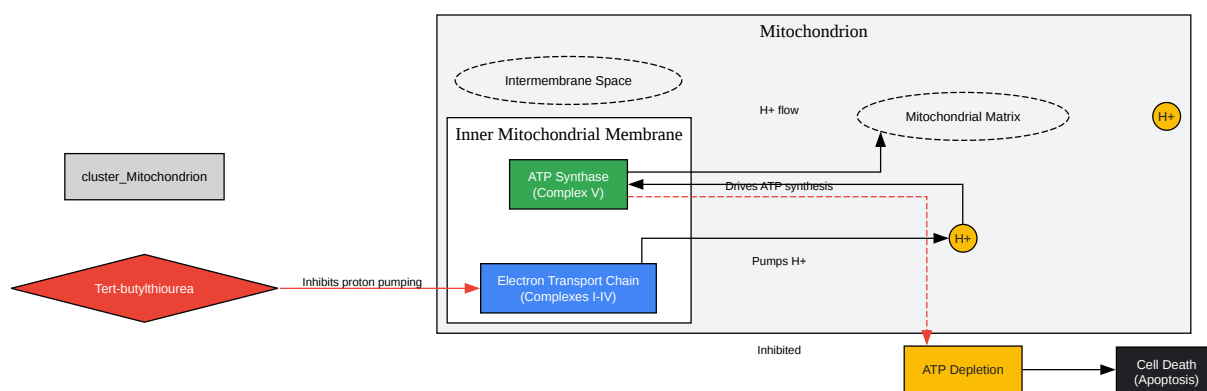 Mitochondrion
Intermembrane Space
H+ flow
Mitochondrial Matrix
H+
Inner Mitochondrial Membrane
cluster_Mitochondrion
ATP Synthase
(Complex V)
Drives ATP synthesis
H+
Pumps H+
Tert-butylthiourea
Inhibits proton pumping
Electron Transport Chain
(Complexes I-IV)
Inhibited
ATP Depletion
Cell Death
(Apoptosis)